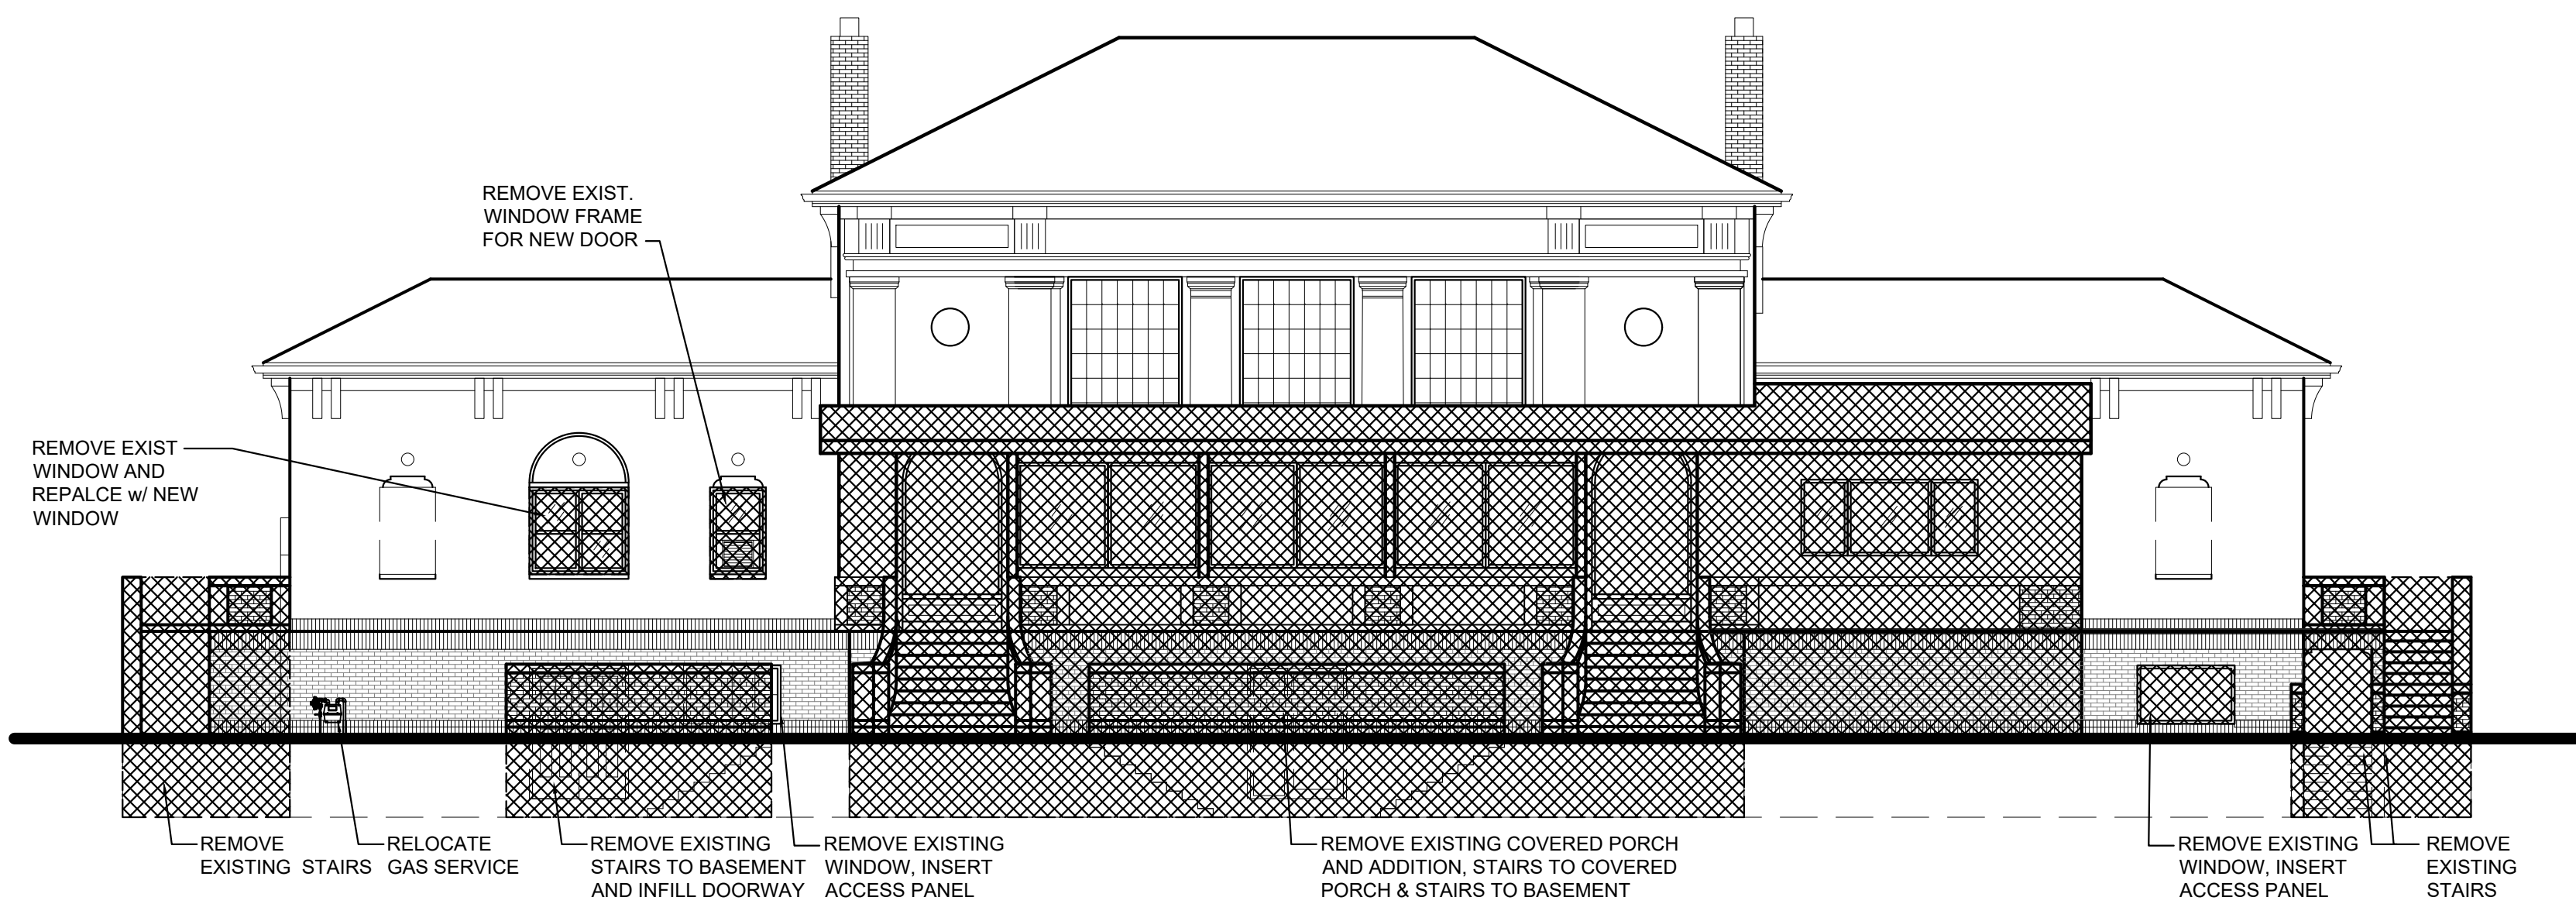 REMOVE EXIST.
WINDOW FRAME
FOR NEW DOOR
REMOVE EXIST
WINDOW AND
REPALCE w/ NEW
WINDOW
REMOVE
EXISTING STAIRS
RELOCATE
GAS SERVICE
REMOVE EXISTING
STAIRS TO BASEMENT
AND INFILL DOORWAY
REMOVE EXISTING
WINDOW, INSERT
ACCESS PANEL
REMOVE EXISTING COVERED PORCH
AND ADDITION, STAIRS TO COVERED
PORCH & STAIRS TO BASEMENT
REMOVE EXISTING
WINDOW, INSERT
ACCESS PANEL
REMOVE
EXISTING
STAIRS